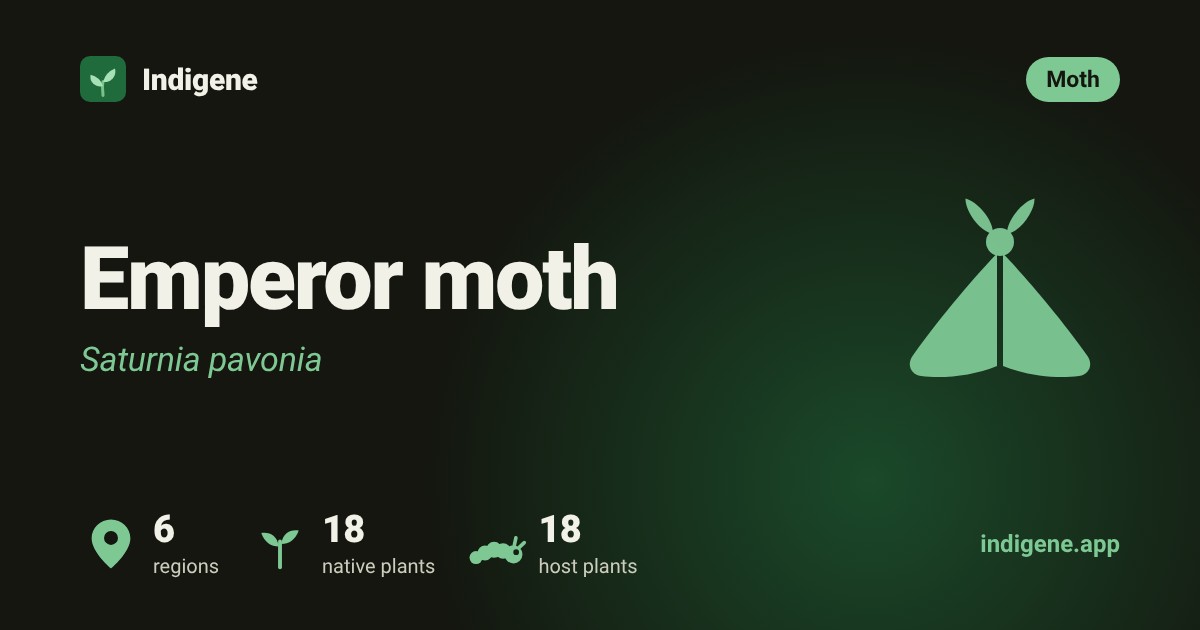 Indigene
Moth
Emperor moth
Saturnia pavonia
6
regions
18
native plants
18
host plants
indigene.app